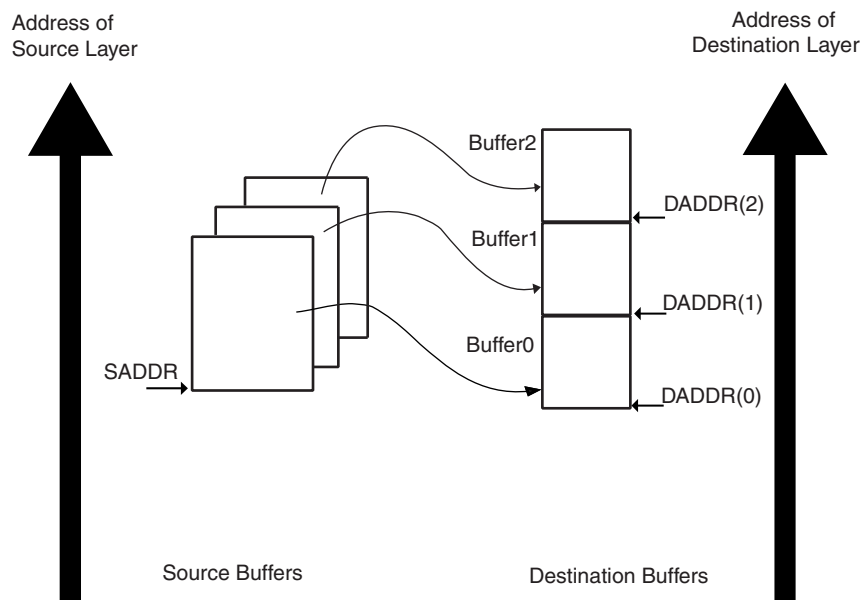 Address of
Source Layer
Address of
Destination Layer
Buffer2
DADDR(2)
Buffer1
DADDR(1)
Buffer0
SADDR
DADDR(0)
Source Buffers
Destination Buffers